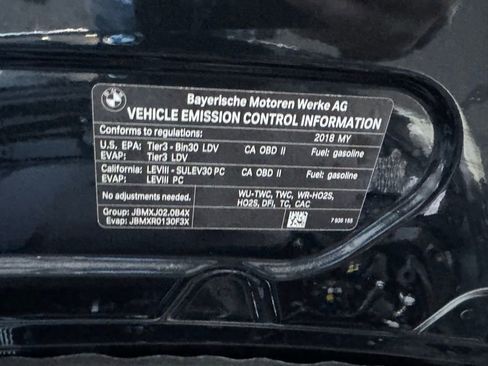 BMW
Bayerische Motoren Werke AG
VEHICLE EMISSION CONTROL INFORMATION
Conforms to regulations: 2018 MY
U.S, EPA: Tier3 - Bin30 LDV CA OBD II Fuel: gasoline
EVAP: Tier3 LDV
California: LEVIII - SULEV30 PC CA OBD II Fuel: gasoline
EVAP: LEVIII PC
No adjustments needed. WU-TWC, TWC, WR-HO2S,
HO2S, DFI, TC, CAC
Group: JBMXJ02.0B4X
Evap: JBMXR0130F3X